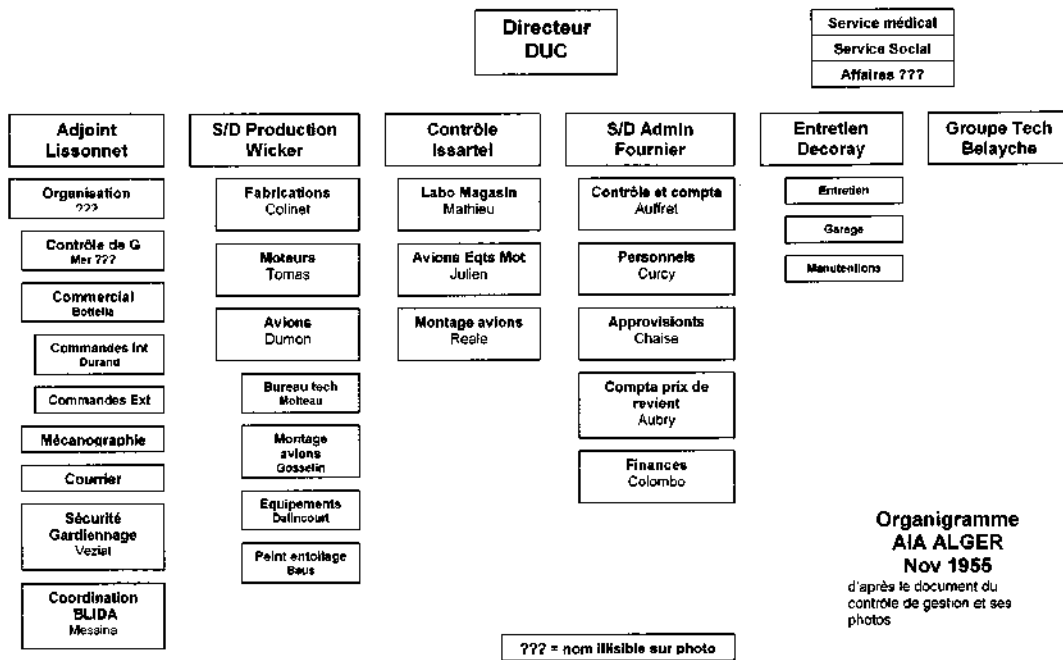 Directeur
DUC
Service médical
Service Social
Affaires ???
Adjoint
Lissonnet
Organisation
???
Contrôle de G
Mer ???
Commercial
Bottella
Commandes Int
Durand
Commandes Ext
Mécanographie
Courrier
Sécurité
Gardiennage
Veziat
Coordination
BLIDA
Messina
S/D Production
Wicker
Fabrications
Colinet
Moteurs
Tomas
Avions
Dumon
Bureau tech
Molteau
Montage
avions
Gosselin
Equipements
Dalincourt
Peint entoilage
Baus
Contrôle
Issartel
Labo Magasin
Mathieu
Avions Eqts Mot
Julien
Montage avions
Reale
S/D Admin
Fournier
Contrôle et compta
Auffret
Personnels
Curcy
Approvisionts
Chaise
Compta prix de
revient
Aubry
Finances
Colombo
Entretien
Decoray
Entretien
Garage
Manutentions
Groupe Tech
Belayche
Organigramme
AIA ALGER
Nov 1955
d'après le document du
contrôle de gestion et ses
photos
??? = nom illisible sur photo